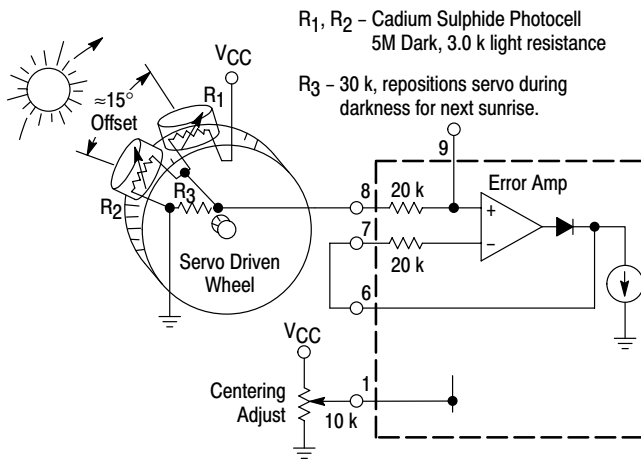 R1, R2 – Cadium Sulphide Photocell
5M Dark, 3.0 k light resistance
R3 – 30 k, repositions servo during
darkness for next sunrise.
VCC
R1
≈15°
Offset
R2
R3
Servo Driven
Wheel
9
8
20 k
Error Amp
+
7
–
20 k
6
VCC
Centering
Adjust
1
10 k